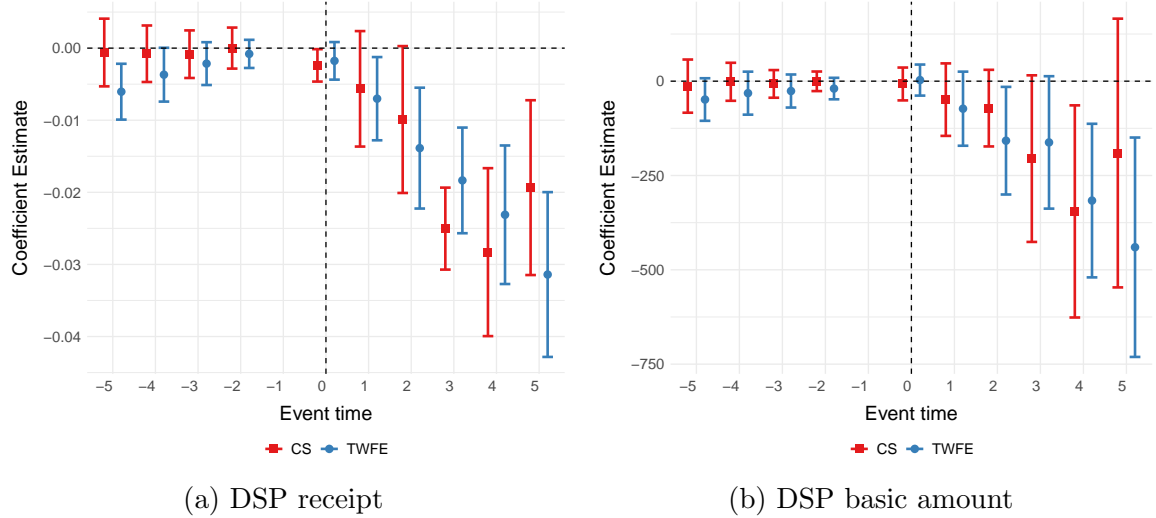 0.00
−0.01
−0.02
−0.03
−0.04
Coefficient Estimate
−5 −4 −3 −2 −1 0 1 2 3 4 5
Event time
CS TWFE
(a) DSP receipt
0
−250
−500
−750
Coefficient Estimate
−5 −4 −3 −2 −1 0 1 2 3 4 5
Event time
CS TWFE
(b) DSP basic amount